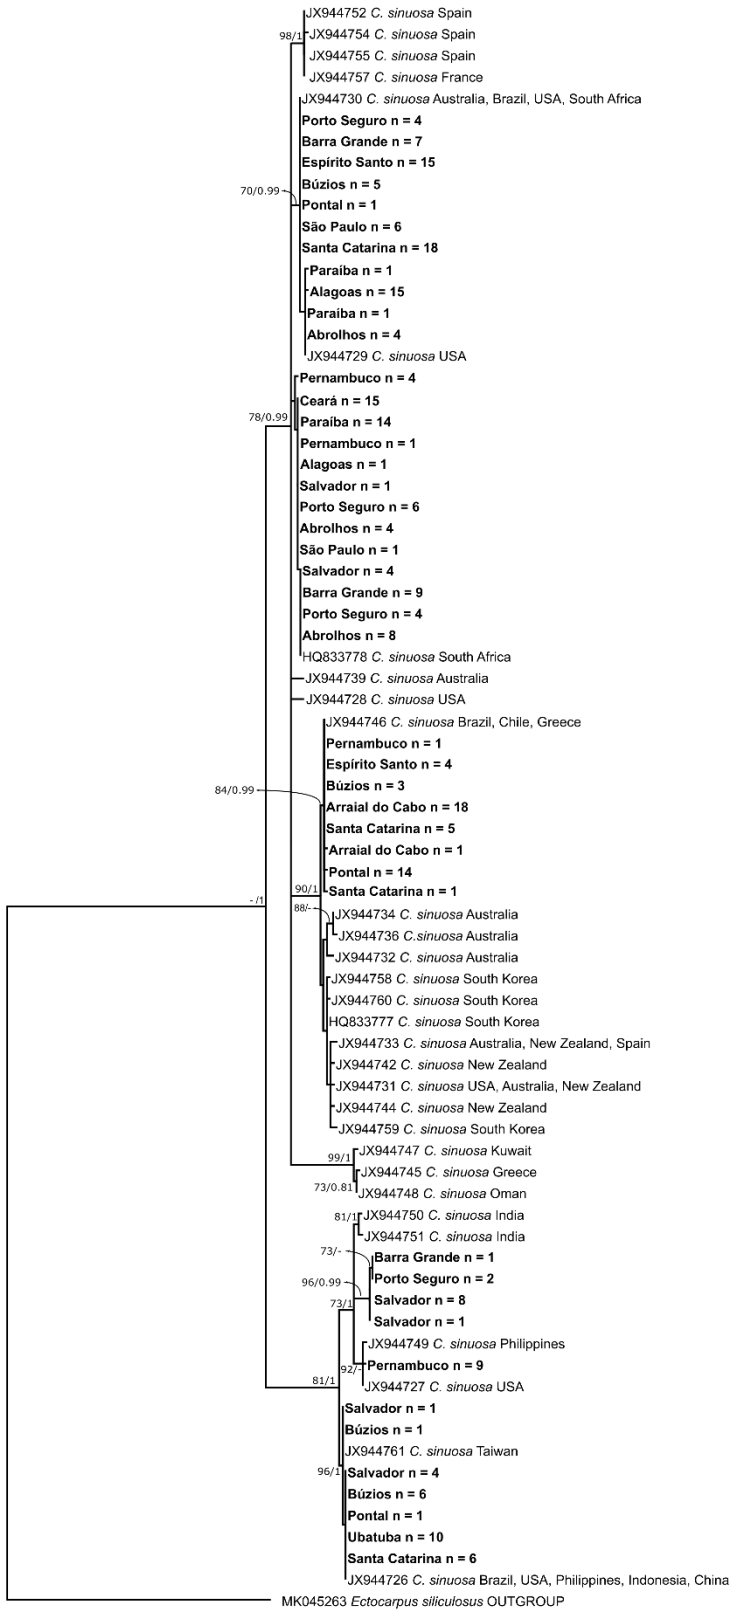 JX944752 C. sinuosa Spain
98/1
JX944754 C. sinuosa Spain
JX944755 C. sinuosa Spain
JX944757 C. sinuosa France
JX944730 C. sinuosa Australia, Brazil, USA, South Africa
Porto Seguro n = 4
Barra Grande n = 7
Espírito Santo n = 15
Búzios n = 5
70/0.99
Pontal n = 1
São Paulo n = 6
Santa Catarina n = 18
Paraíba n = 1
Alagoas n = 15
Paraiba n = 1
Abrolhos n = 4
JX944729 C. sinuosa USA
Pernambuco n = 4
Ceará n = 15
78/0.99
Paraíba n = 14
Pernambuco n = 1
Alagoas n = 1
Salvador n = 1
Porto Seguro n = 6
Abrolhos n = 4
São Paulo n = 1
Salvador n = 4
Barra Grande n = 9
Porto Seguro n = 4
Abrolhos n = 8
HQ833778 C. sinuosa South Africa
JX944739 C. sinuosa Australia
JX944728 C. sinuosa USA
JX944746 C. sinuosa Brazil, Chile, Greece
Pernambuco n = 1
Espírito Santo n = 4
Búzios n = 3
84/0.99
Arraial do Cabo n = 18
Santa Catarina n = 5
Arraial do Cabo n = 1
Pontal n = 14
90/1
Santa Catarina n = 1
- /1
88/-
JX944734 C. sinuosa Australia
JX944736 C.sinuosa Australia
JX944732 C. sinuosa Australia
JX944758 C. sinuosa South Korea
JX944760 C. sinuosa South Korea
HQ833777 C. sinuosa South Korea
JX944733 C. sinuosa Australia, New Zealand, Spain
JX944742 C. sinuosa New Zealand
JX944731 C. sinuosa USA, Australia, New Zealand
JX944744 C. sinuosa New Zealand
JX944759 C. sinuosa South Korea
JX944747 C. sinuosa Kuwait
99/1
JX944745 C. sinuosa Greece
73/0.81
JX944748 C. sinuosa Oman
81/1
JX944750 C. sinuosa India
JX944751 C. sinuosa India
73/-
Barra Grande n = 1
Porto Seguro n = 2
96/0.99
Salvador n = 8
73/1
Salvador n = 1
JX944749 C. sinuosa Philippines
92/-
Pernambuco n = 9
81/1
JX944727 C. sinuosa USA
Salvador n = 1
Búzios n = 1
JX944761 C. sinuosa Taiwan
96/1
Salvador n = 4
Búzios n = 6
Pontal n = 1
Ubatuba n = 10
Santa Catarina n = 6
JX944726 C. sinuosa Brazil, USA, Philippines, Indonesia, China
MK045263 Ectocarpus siliculosus OUTGROUP